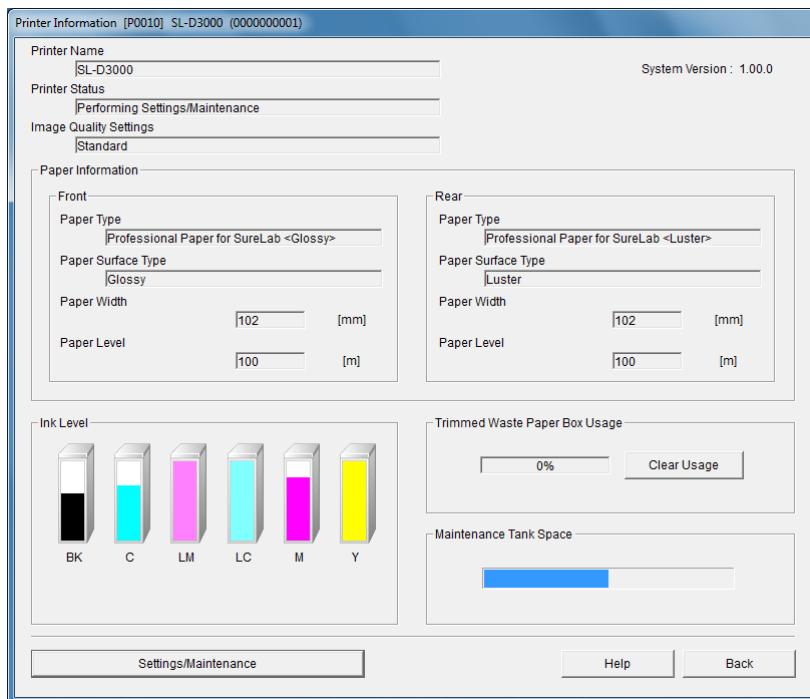 Printer Information [P0010] SL-D3000 (0000000001)
Printer Name
SL-D3000
System Version : 1.00.0
Printer Status
Performing Settings/Maintenance
Image Quality Settings
Standard
Paper Information
Front
Paper Type
Professional Paper for SureLab <Glossy>
Paper Surface Type
Glossy
Paper Width
102 [mm]
Paper Level
100 [m]
Rear
Paper Type
Professional Paper for SureLab <Luster>
Paper Surface Type
Luster
Paper Width
102 [mm]
Paper Level
100 [m]
Ink Level
BK C LM LC M Y
Trimmed Waste Paper Box Usage
0% Clear Usage
Maintenance Tank Space
Settings/Maintenance Help Back